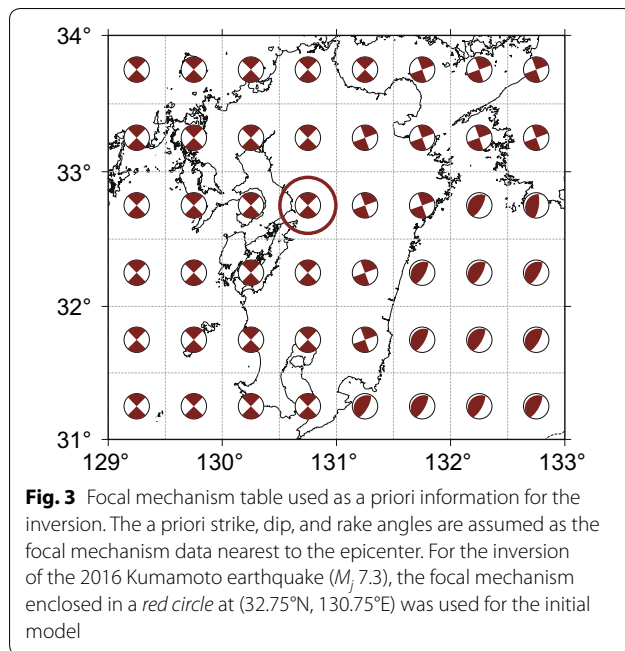 34°
33°
32°
31°
129° 130° 131° 132° 133°
Fig. 3 Focal mechanism table used as a priori information for the
inversion. The a priori strike, dip, and rake angles are assumed as the
focal mechanism data nearest to the epicenter. For the inversion
of the 2016 Kumamoto earthquake (Mj 7.3), the focal mechanism
enclosed in a red circle at (32.75°N, 130.75°E) was used for the initial
model